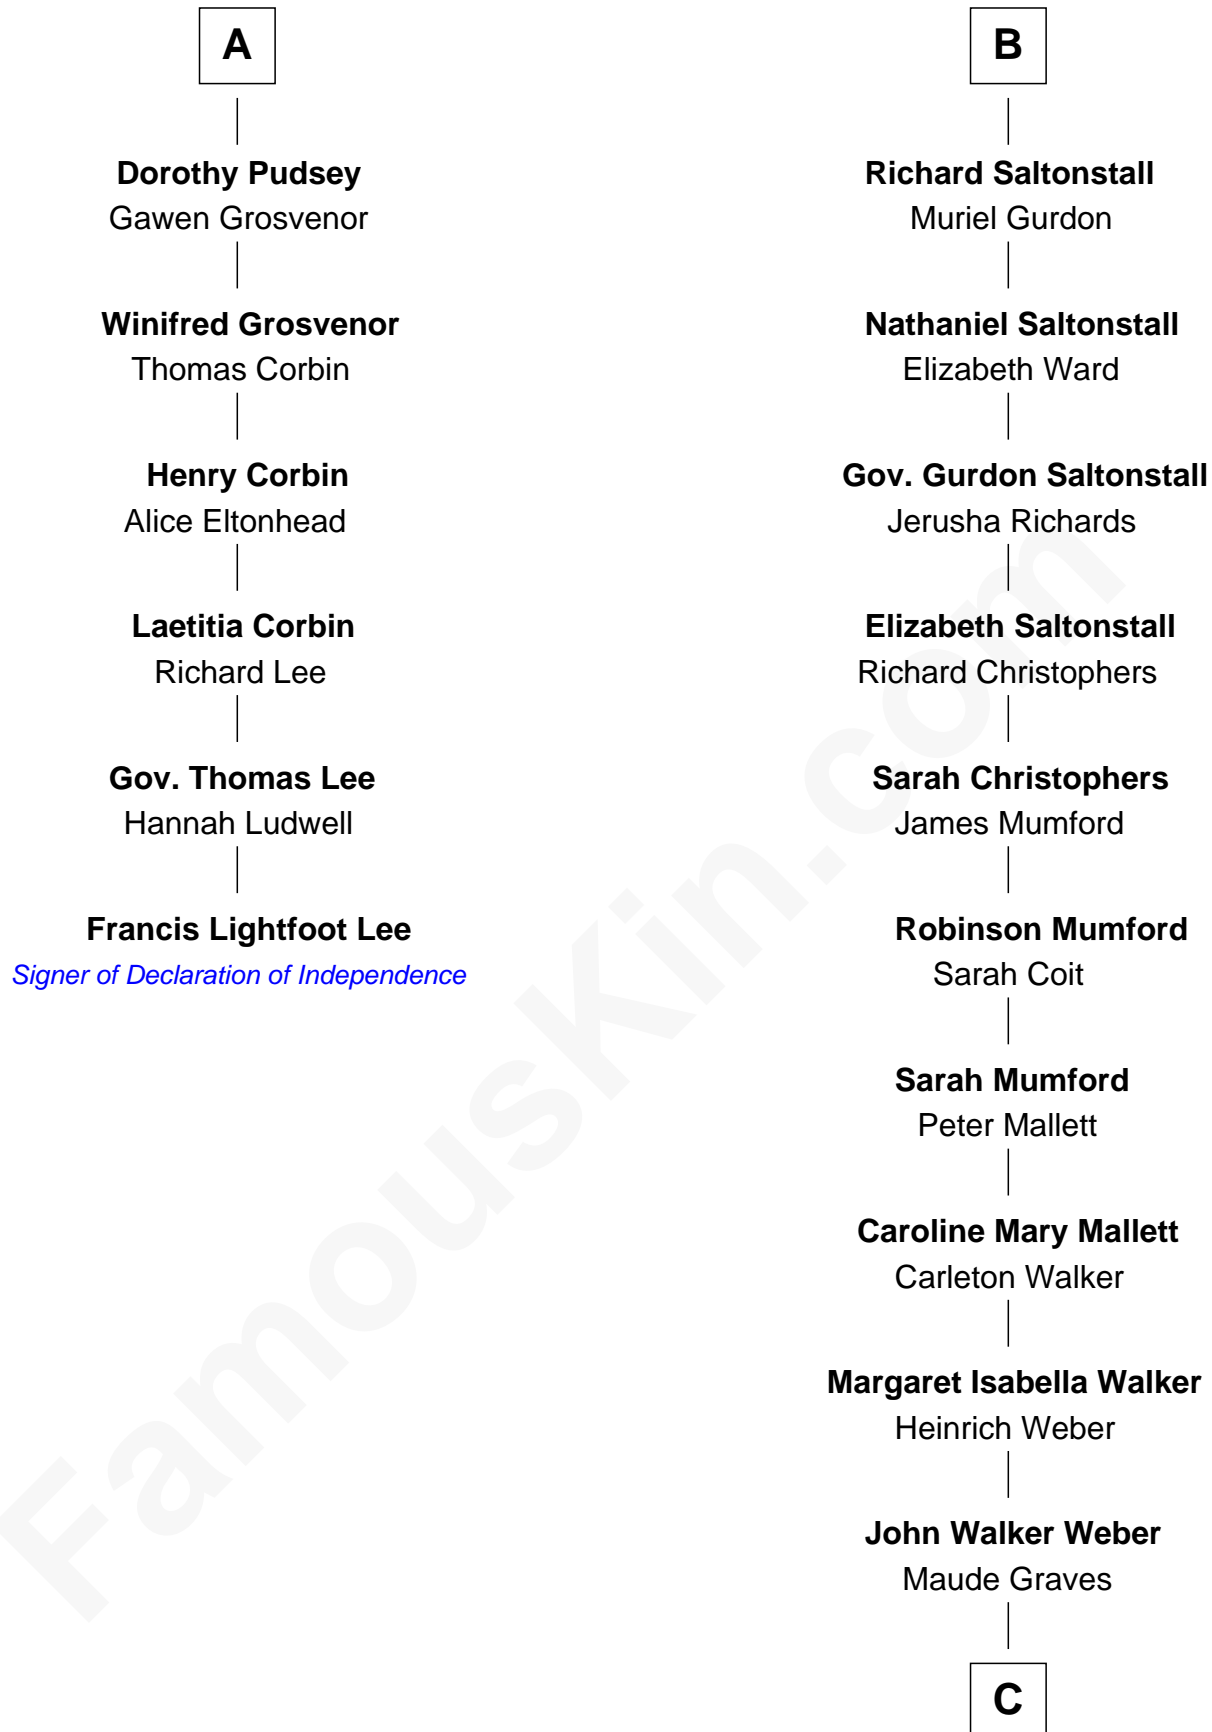 A
Dorothy Pudsey
Gawen Grosvenor
Winifred Grosvenor
Thomas Corbin
Henry Corbin
Alice Eltonhead
Laetitia Corbin
Richard Lee
Gov. Thomas Lee
Hannah Ludwell
Francis Lightfoot Lee
Signer of Declaration of Independence
B
Richard Saltonstall
Muriel Gurdon
Nathaniel Saltonstall
Elizabeth Ward
Gov. Gurdon Saltonstall
Jerusha Richards
Elizabeth Saltonstall
Richard Christophers
Sarah Christophers
James Mumford
Robinson Mumford
Sarah Coit
Sarah Mumford
Peter Mallett
Caroline Mary Mallett
Carleton Walker
Margaret Isabella Walker
Heinrich Weber
John Walker Weber
Maude Graves
C
FamousKin.com